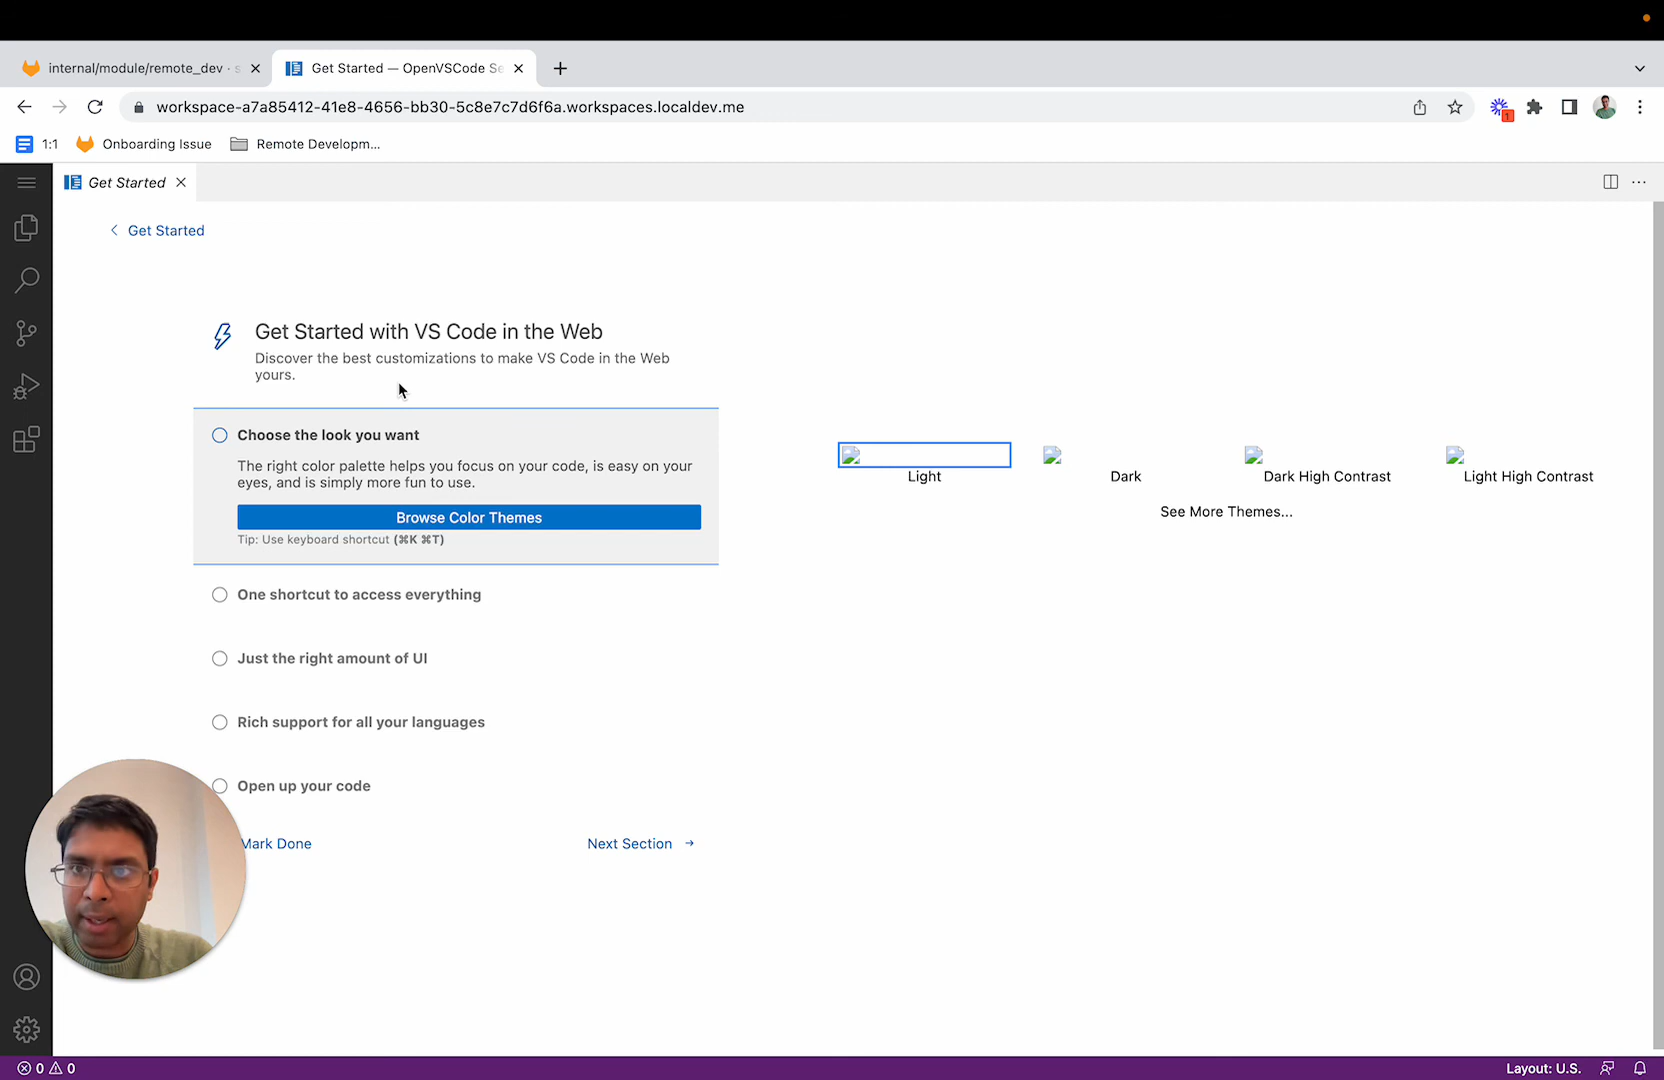 internal/module/remote_dev · s
Get Started — OpenVSCode Se
workspace-a7a85412-41e8-4656-bb30-5c8e7c7d6f6a.workspaces.localdev.me
1
1:1
Onboarding Issue
Remote Developm...
Get Started
Get Started
Get Started with VS Code in the Web
Discover the best customizations to make VS Code in the Web
yours.
Choose the look you want
The right color palette helps you focus on your code, is easy on your
eyes, and is simply more fun to use.
Browse Color Themes
Tip: Use keyboard shortcut (⌘K ⌘T)
One shortcut to access everything
Just the right amount of UI
Rich support for all your languages
Open up your code
Mark Done
Next Section →
Light
Dark
Dark High Contrast
Light High Contrast
See More Themes...
0 0
Layout: U.S.